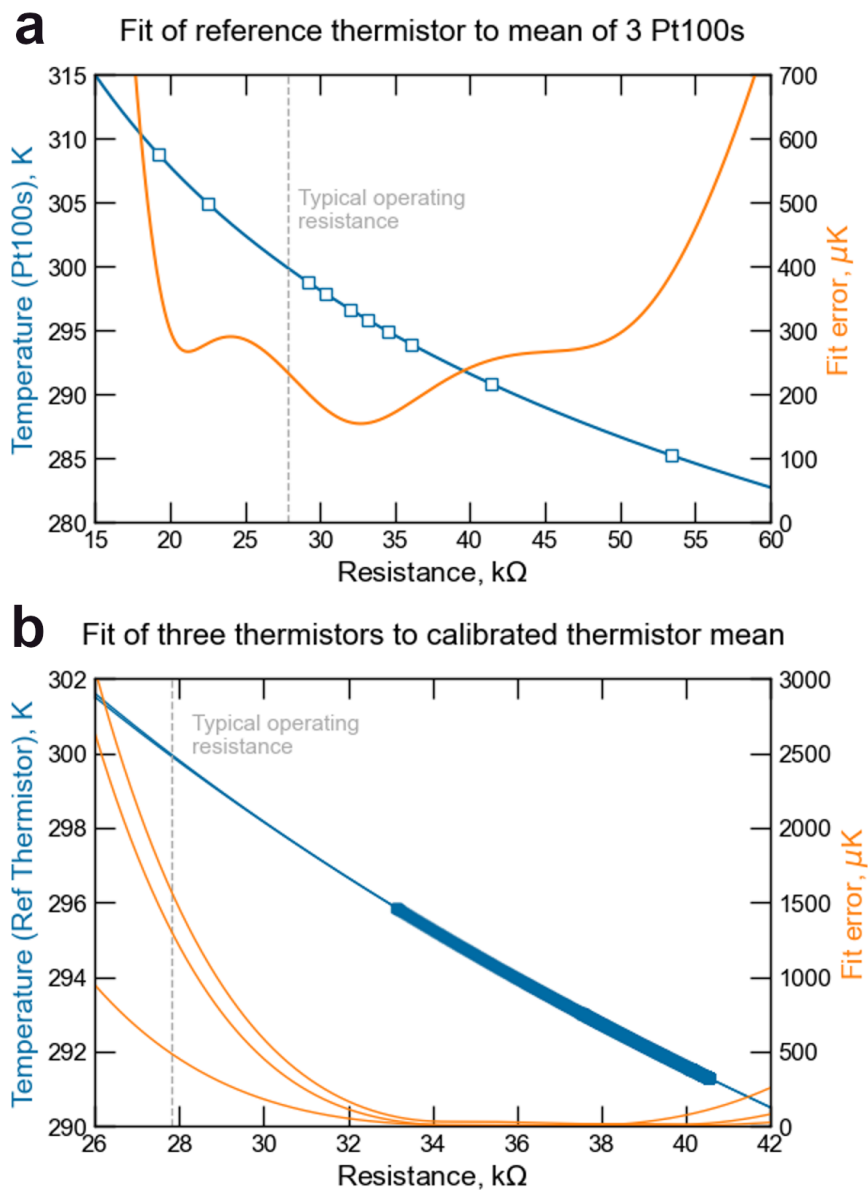 a
Fit of reference thermistor to mean of 3 Pt100s
Temperature (Pt100s), K
315
310
305
300
295
290
285
280
Typical operating
resistance
700
600
500
400
300
200
100
0
Fit error, μK
15 20 25 30 35 40 45 50 55 60
Resistance, kΩ
b
Fit of three thermistors to calibrated thermistor mean
Temperature (Ref Thermistor), K
302
300
298
296
294
292
290
Typical operating
resistance
3000
2500
2000
1500
1000
500
0
Fit error, μK
26 28 30 32 34 36 38 40 42
Resistance, kΩ